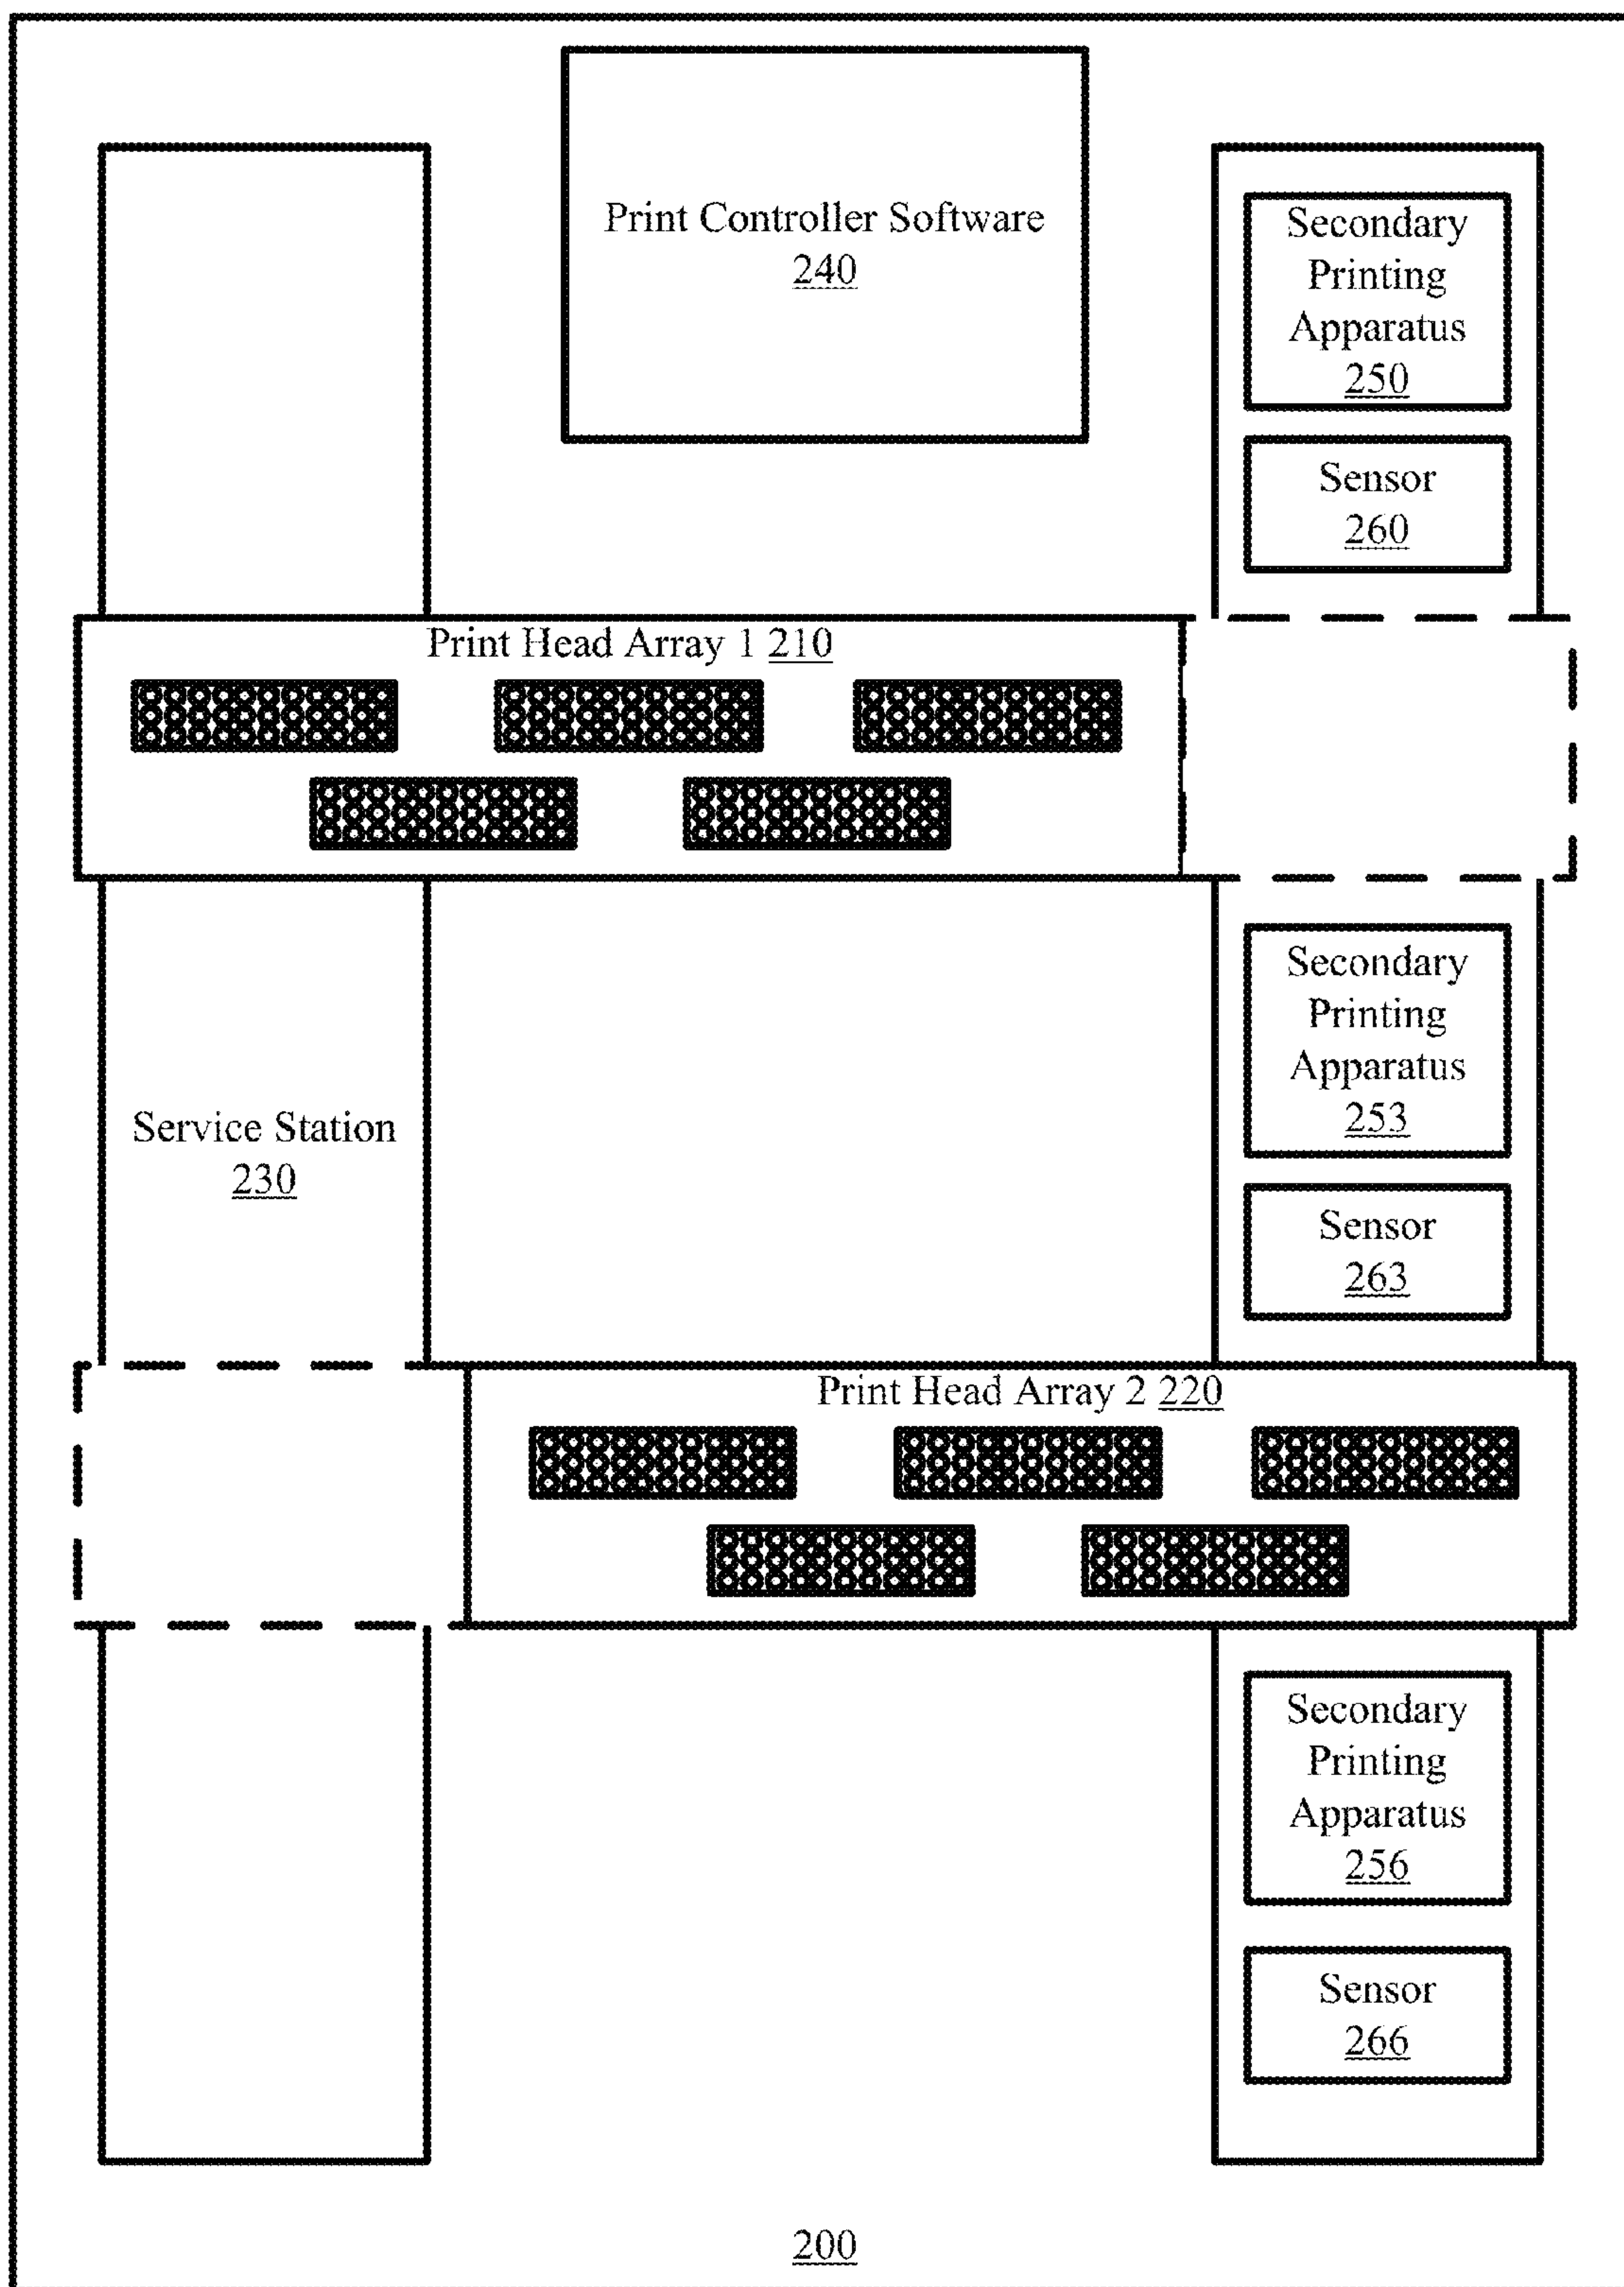 Print Controller Software
240
Secondary
Printing
Apparatus
250
Sensor
260
Print Head Array 1 210
Secondary
Printing
Apparatus
253
Service Station
230
Sensor
263
Print Head Array 2 220
Secondary
Printing
Apparatus
256
Sensor
266
200